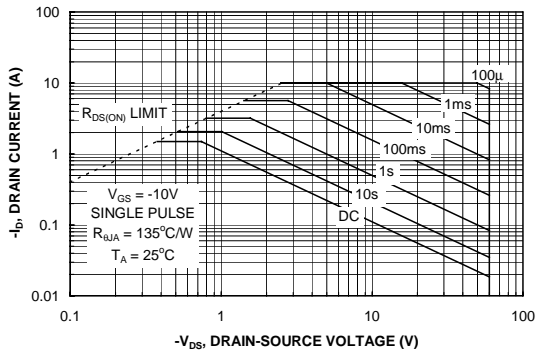 100
10
1
0.1
0.01
0.1
1
10
100
-I_D, DRAIN CURRENT (A)
-V_DS, DRAIN-SOURCE VOLTAGE (V)
R_DS(ON) LIMIT
100μ
1ms
10ms
100ms
1s
10s
DC
V_GS = -10V
SINGLE PULSE
R_θJA = 135°C/W
T_A = 25°C